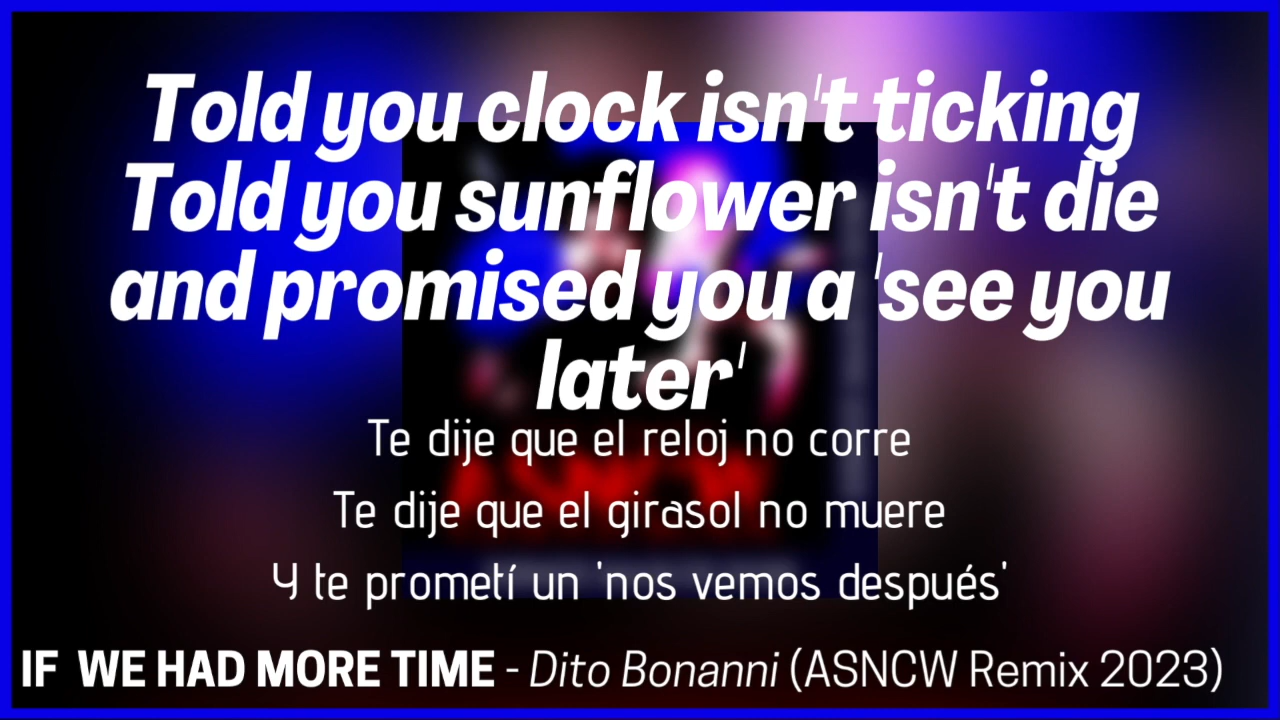 Told you clock isn't ticking
Told you sunflower isn't die
and promised you a 'see you
later'
Te dije que el reloj no corre
Te dije que el girasol no muere
Y te prometí un 'nos vemos después'
IF WE HAD MORE TIME - Dito Bonanni (ASNCW Remix 2023)